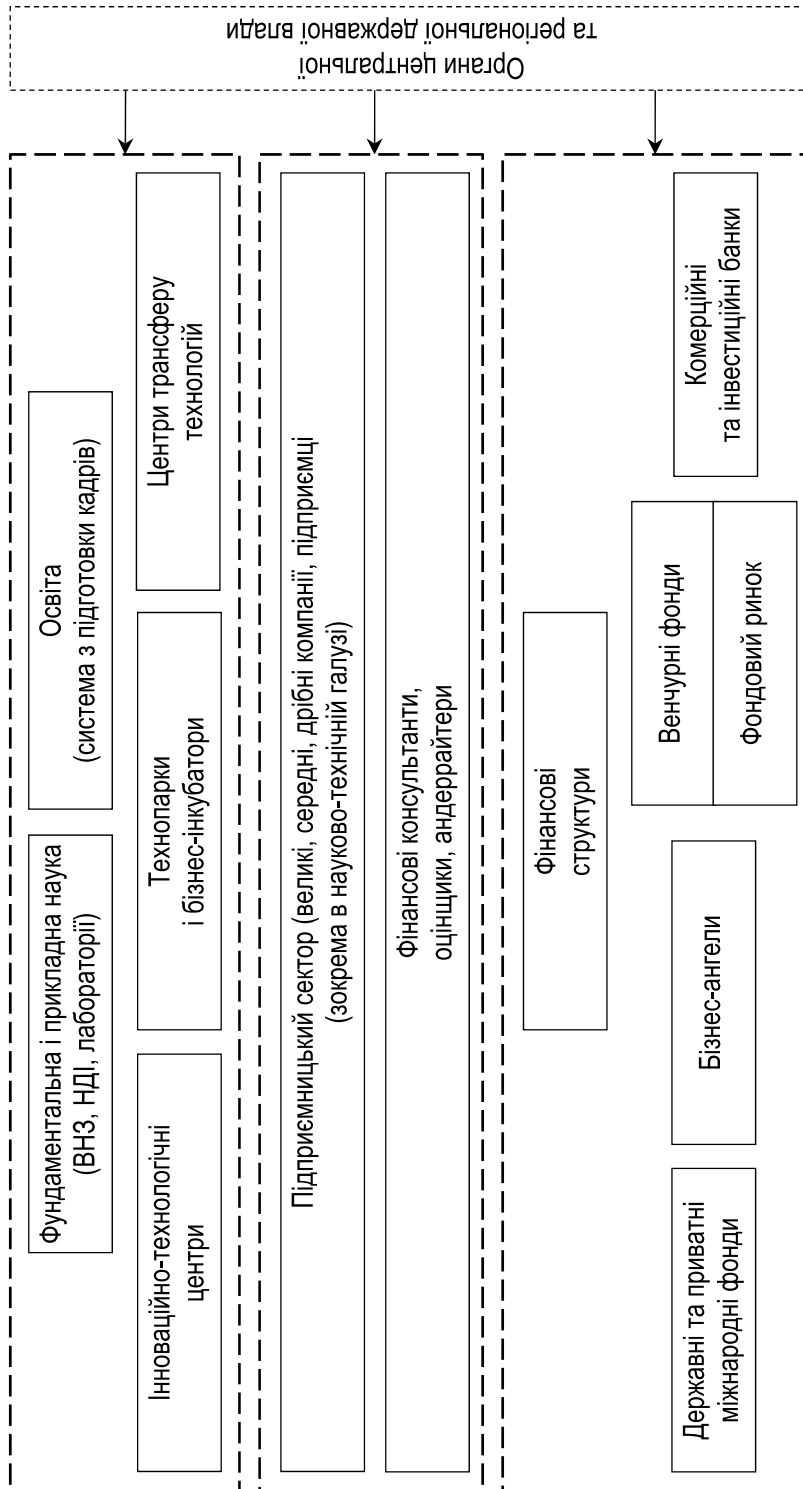 Органи центральної
та регіональної державної влади
Фундаментальна і прикладна наука
(ВНЗ, НДІ, лабораторії)
Освіта
(система з підготовки кадрів)
Інноваційно-технологічні
центри
Технопарки
і бізнес-інкубатори
Центри трансферу
технологій
Підприємницький сектор (великі, середні, дрібні компанії, підприємці
(зокрема в науково-технічній галузі)
Фінансові консультанти,
оцінщики, андеррайтери
Фінансові
структури
Державні та приватні
міжнародні фонди
Бізнес-ангели
Венчурні фонди
Фондовий ринок
Комерційні
та інвестиційні банки